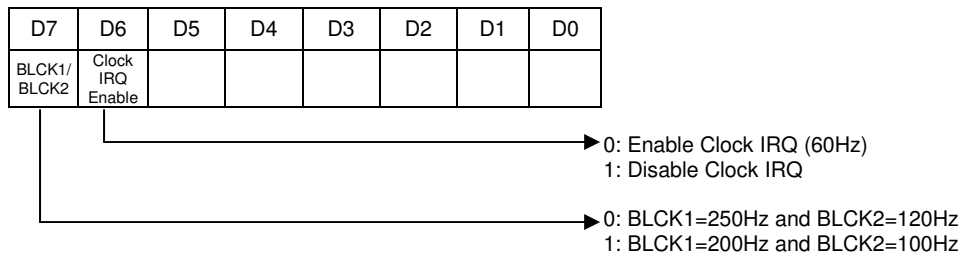 D7 D6 D5 D4 D3 D2 D1 D0
BLCK1/
BLCK2
Clock
IRQ
Enable
0: Enable Clock IRQ (60Hz)
1: Disable Clock IRQ
0: BLCK1=250Hz and BLCK2=120Hz
1: BLCK1=200Hz and BLCK2=100Hz